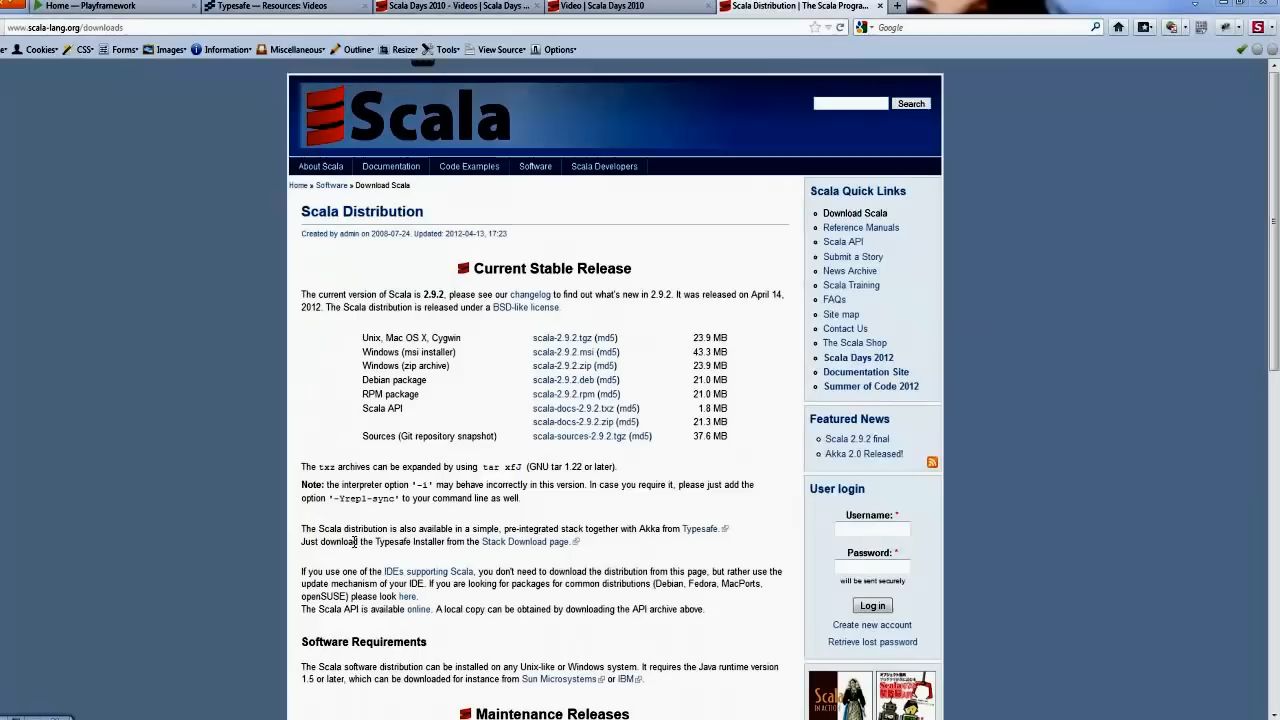 Home – Playframework
Typesafe – Resources: Videos
Scala Days 2010 - Videos | Scala Days ...
Video | Scala Days 2010
Scala Distribution | The Scala Progra...
www.scala-lang.org/downloads
Google
Cookies CSS Forms Images Information Miscellaneous Outline Resize Tools View Source Options
Scala
Search
About Scala Documentation Code Examples Software Scala Developers
Home » Software » Download Scala
Scala Distribution
Created by admin on 2008-07-24. Updated: 2012-04-13, 17:23
Current Stable Release
The current version of Scala is 2.9.2, please see our changelog to find out what's new in 2.9.2. It was released on April 14,
2012. The Scala distribution is released under a BSD-like license.
Unix, Mac OS X, Cygwin scala-2.9.2.tgz (md5) 23.9 MB
Windows (msi installer) scala-2.9.2.msi (md5) 43.3 MB
Windows (zip archive) scala-2.9.2.zip (md5) 23.9 MB
Debian package scala-2.9.2.deb (md5) 21.0 MB
RPM package scala-2.9.2.rpm (md5) 21.0 MB
Scala API scala-docs-2.9.2.txz (md5) 1.8 MB
scala-docs-2.9.2.zip (md5) 21.3 MB
Sources (Git repository snapshot) scala-sources-2.9.2.tgz (md5) 37.6 MB
The txz archives can be expanded by using tar xfJ (GNU tar 1.22 or later).
Note: the interpreter option '-i' may behave incorrectly in this version. In case you require it, please just add the
option '-Yrepl-sync' to your command line as well.
The Scala distribution is also available in a simple, pre-integrated stack together with Akka from Typesafe.
Just download the Typesafe Installer from the Stack Download page.
If you use one of the IDEs supporting Scala, you don't need to download the distribution from this page, but rather use the
update mechanism of your IDE. If you are looking for packages for common distributions (Debian, Fedora, MacPorts,
openSUSE) please look here.
The Scala API is available online. A local copy can be obtained by downloading the API archive above.
Software Requirements
The Scala software distribution can be installed on any Unix-like or Windows system. It requires the Java runtime version
1.5 or later, which can be downloaded for instance from Sun Microsystems or IBM.
Maintenance Releases
Scala Quick Links
Download Scala
Reference Manuals
Scala API
Submit a Story
News Archive
Scala Training
FAQs
Site map
Contact Us
The Scala Shop
Scala Days 2012
Documentation Site
Summer of Code 2012
Featured News
Scala 2.9.2 final
Akka 2.0 Released!
User login
Username: *
Password: *
will be sent securely
Log in
Create new account
Retrieve lost password
Scala
IN ACTION